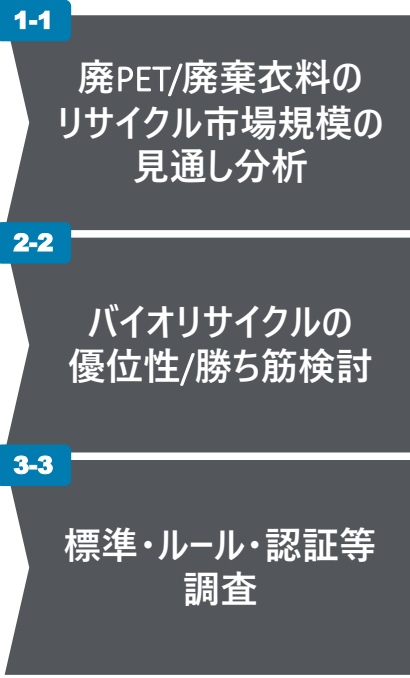 1-1
廃PET/廃棄衣料の
リサイクル市場規模の
見通し分析
2-2
バイオリサイクルの
優位性/勝ち筋検討
3-3
標準・ルール・認証等
調査